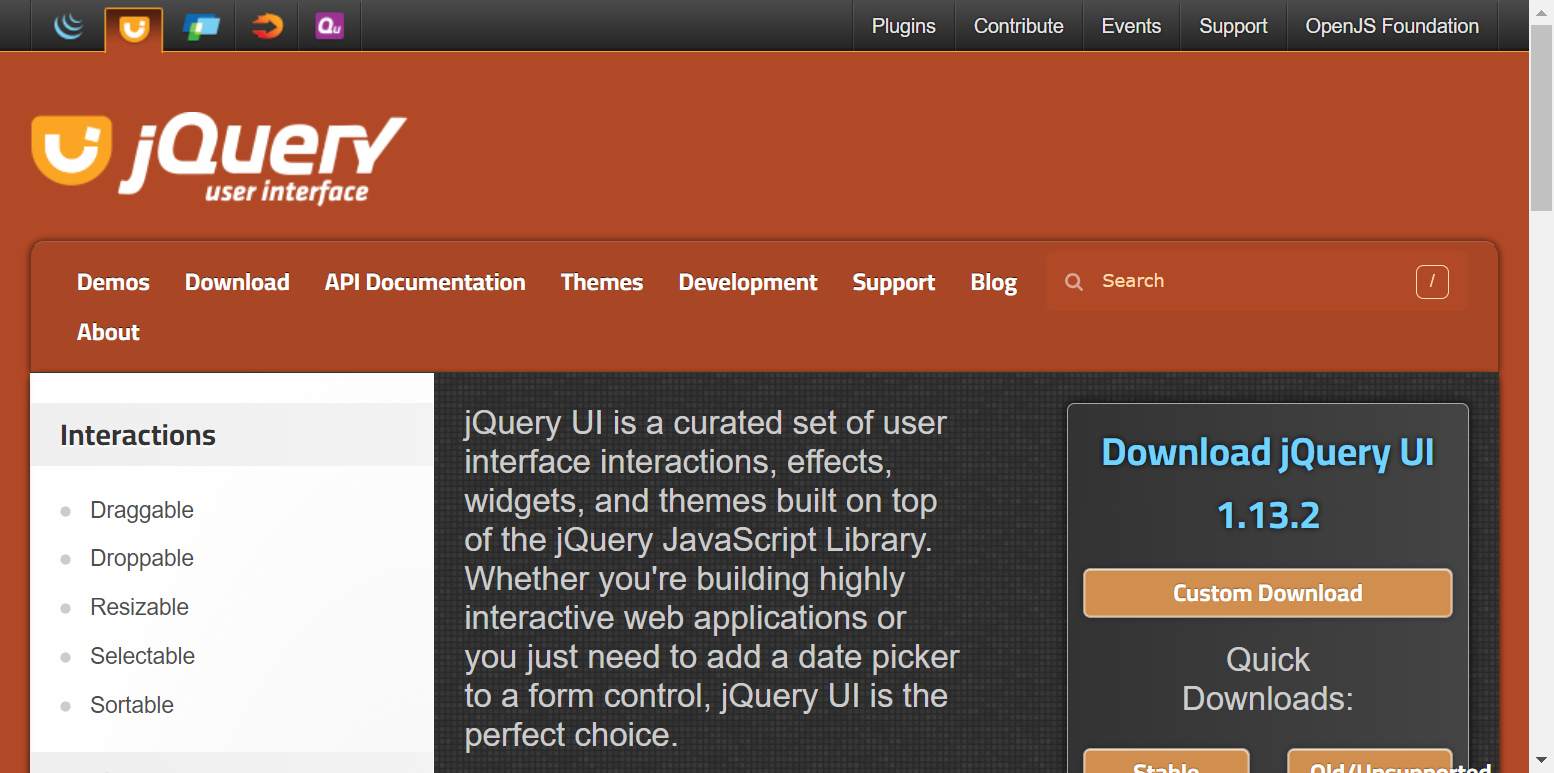 Qu
Plugins
Contribute
Events
Support
OpenJS Foundation
jQuery
user interface
Demos
Download
API Documentation
Themes
Development
Support
Blog
Search
/
About
Interactions
Draggable
Droppable
Resizable
Selectable
Sortable
jQuery UI is a curated set of user
interface interactions, effects,
widgets, and themes built on top
of the jQuery JavaScript Library.
Whether you're building highly
interactive web applications or
you just need to add a date picker
to a form control, jQuery UI is the
perfect choice.
Download jQuery UI
1.13.2
Custom Download
Quick
Downloads:
Stable
Old/Unsupported